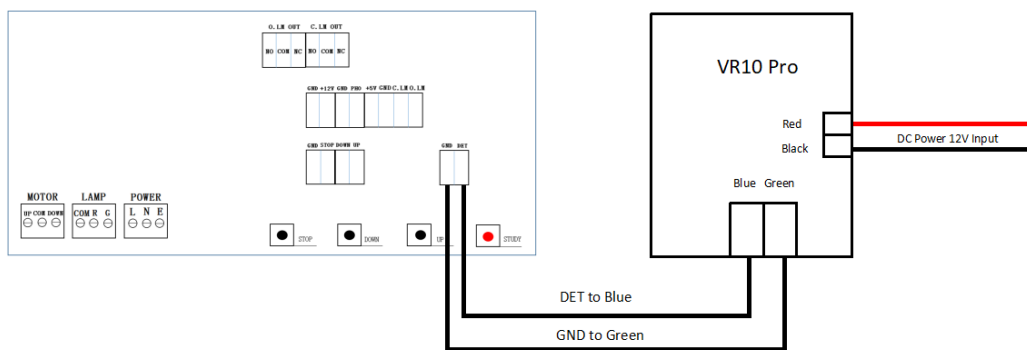 O.LM OUT C.LM OUT
NO COM NC NO COM NC
GND +12V GND PHO +5V GND C.LM O.LM
GND STOP DOWN UP
GND DET
MOTOR LAMP POWER
UP COM DOWN COM R G L N E
STOP DOWN UP STUDY
VR10 Pro
Red
Black
DC Power 12V Input
Blue Green
DET to Blue
GND to Green